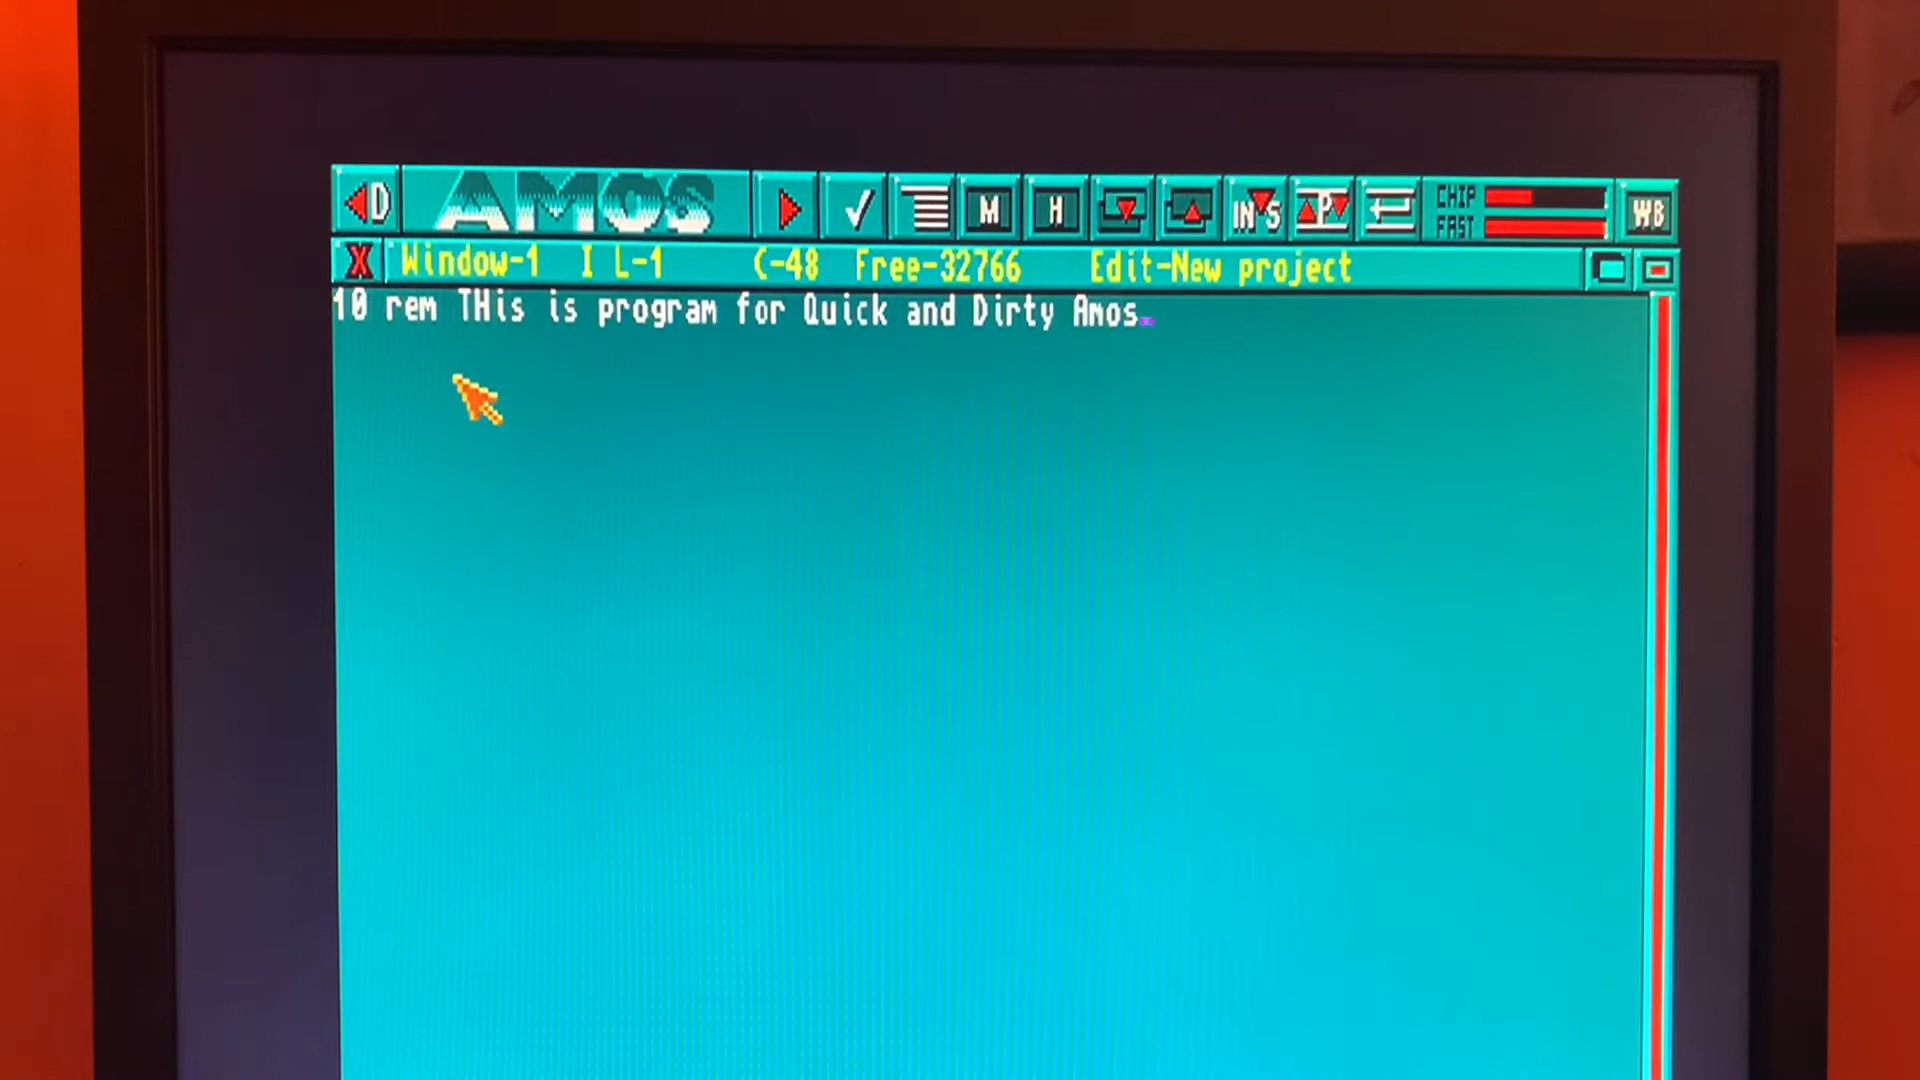 D AMOS M H INS P CHIP FAST WB
X Window-1 I L-1 C-48 Free-32766 Edit-New project
10 rem THis is program for Quick and Dirty Amos